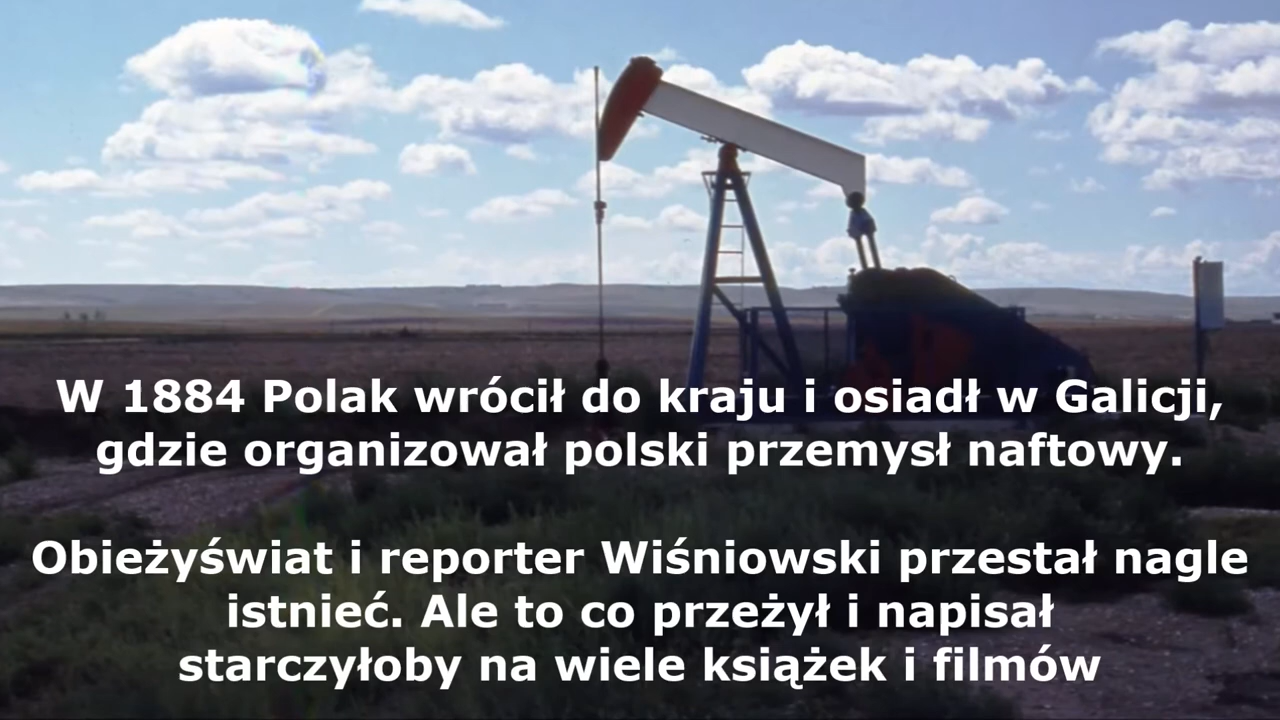 W 1884 Polak wrócił do kraju i osiadł w Galicji,
gdzie organizował polski przemysł naftowy.
Obieżyświat i reporter Wiśniowski przestał nagle
istnieć. Ale to co przeżył i napisał
starczyłoby na wiele książek i filmów